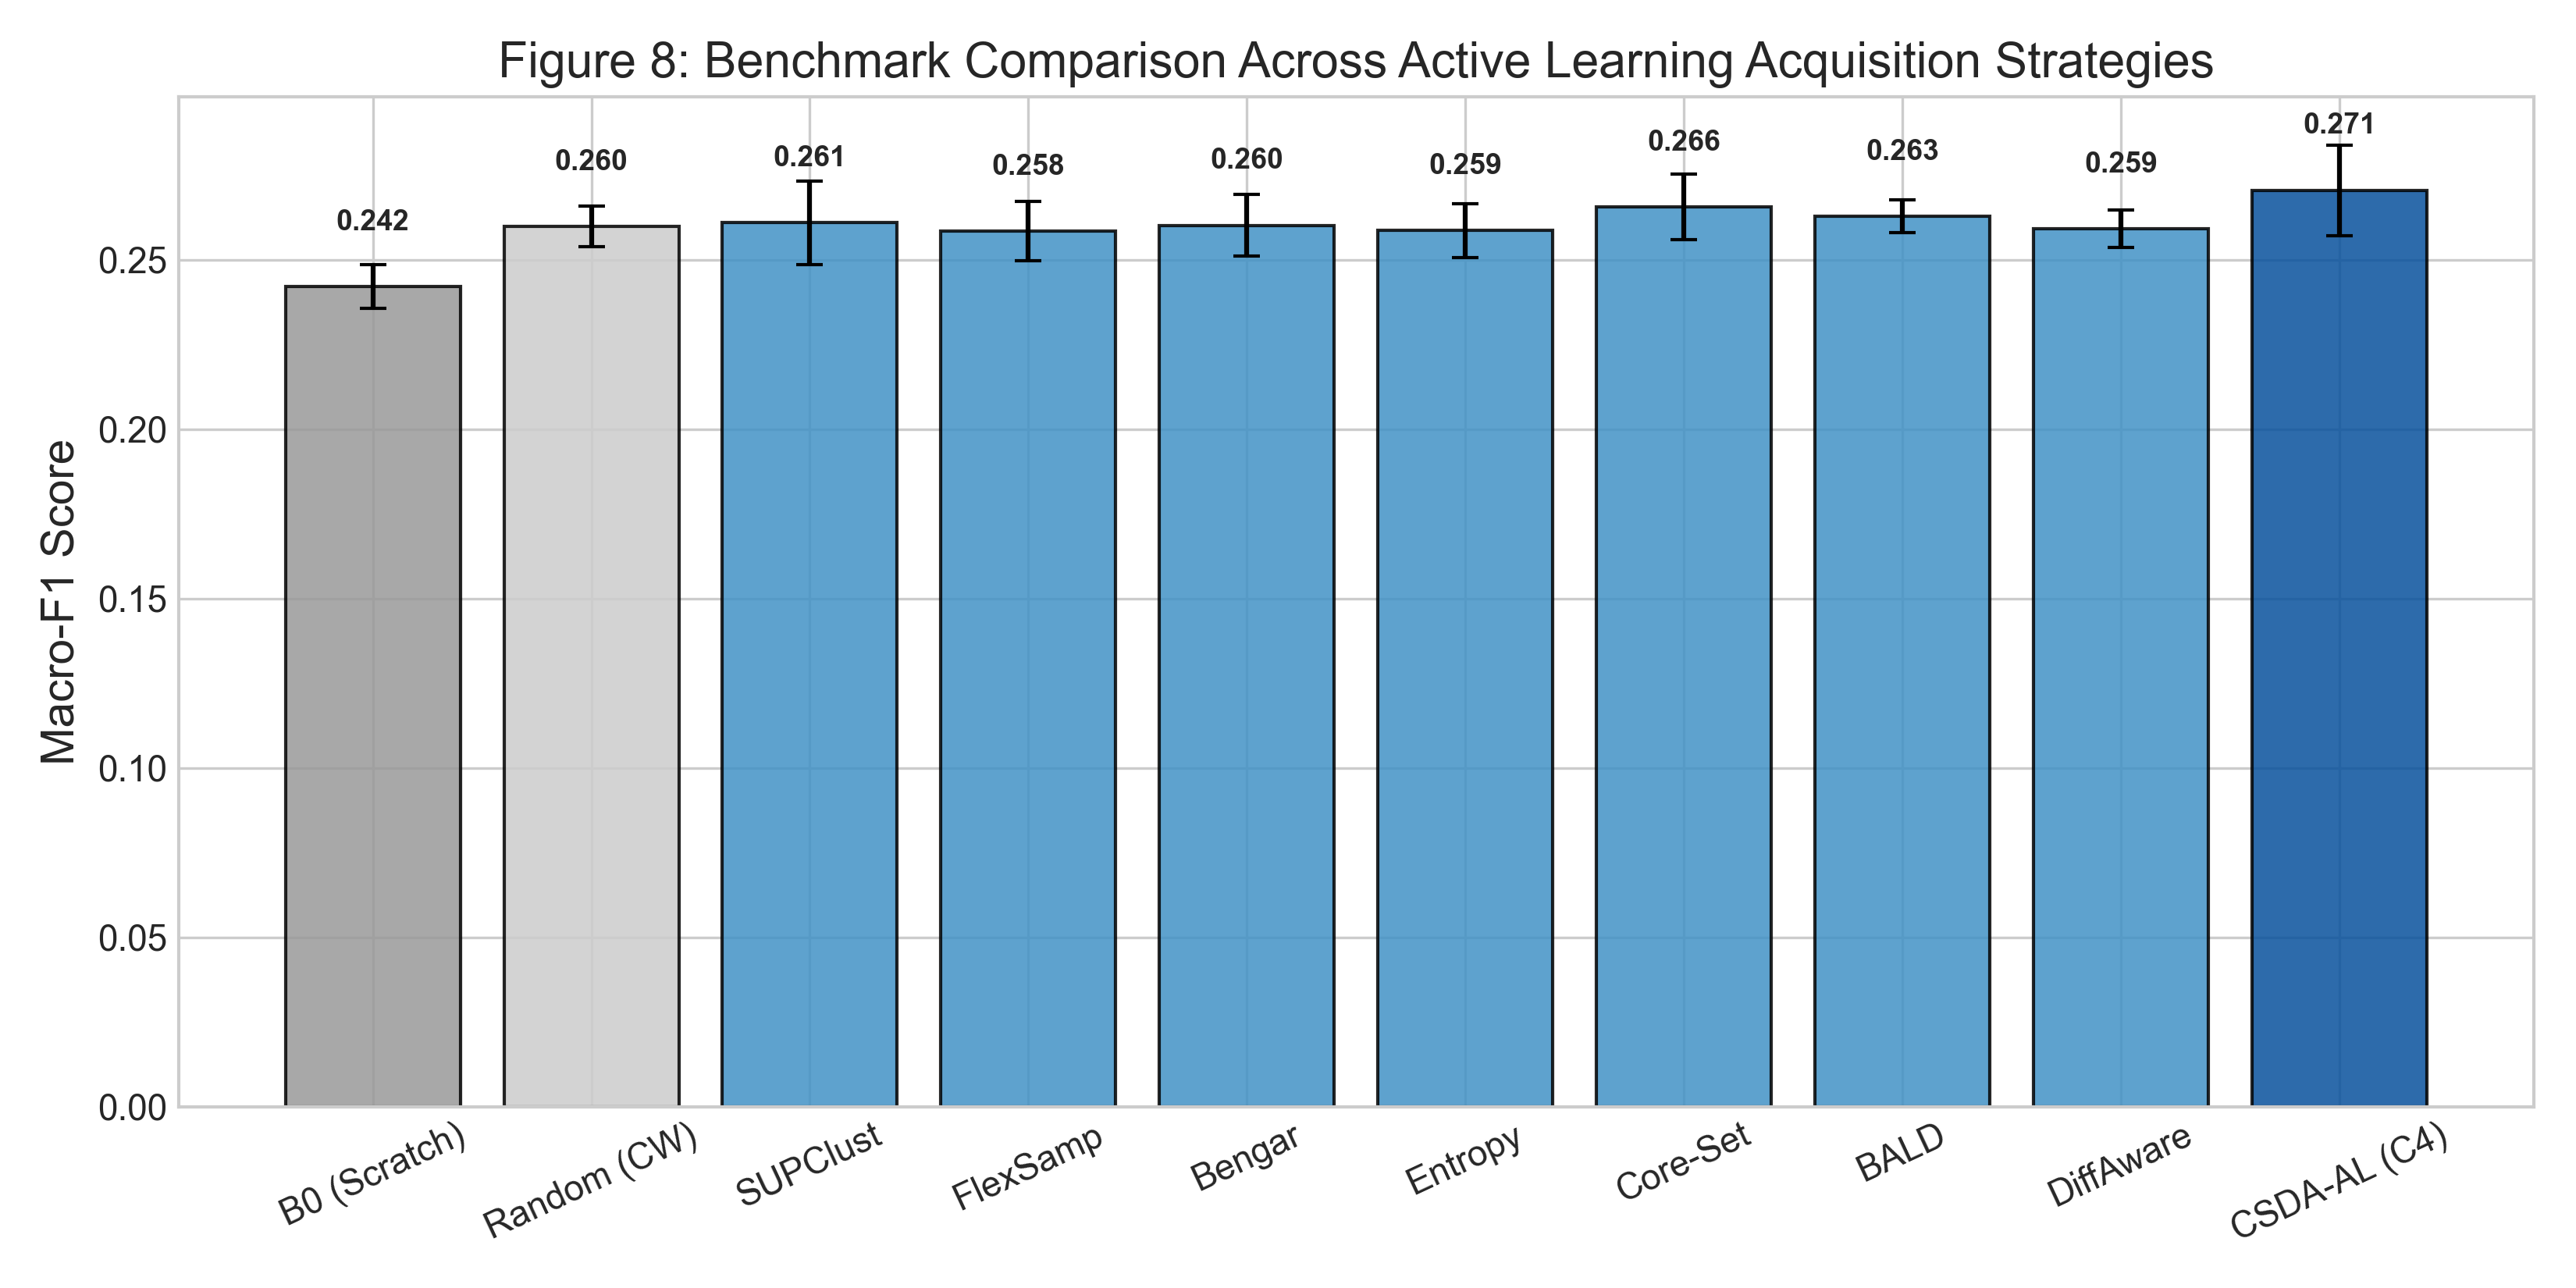 Figure 8: Benchmark Comparison Across Active Learning Acquisition Strategies
Macro-F1 Score
0.25
0.20
0.15
0.10
0.05
0.00
0.242
0.260
0.261
0.258
0.260
0.259
0.266
0.263
0.259
0.271
B0 (Scratch)
Random (CW)
SUPClust
FlexSamp
Bengar
Entropy
Core-Set
BALD
DiffAware
CSDA-AL (C4)